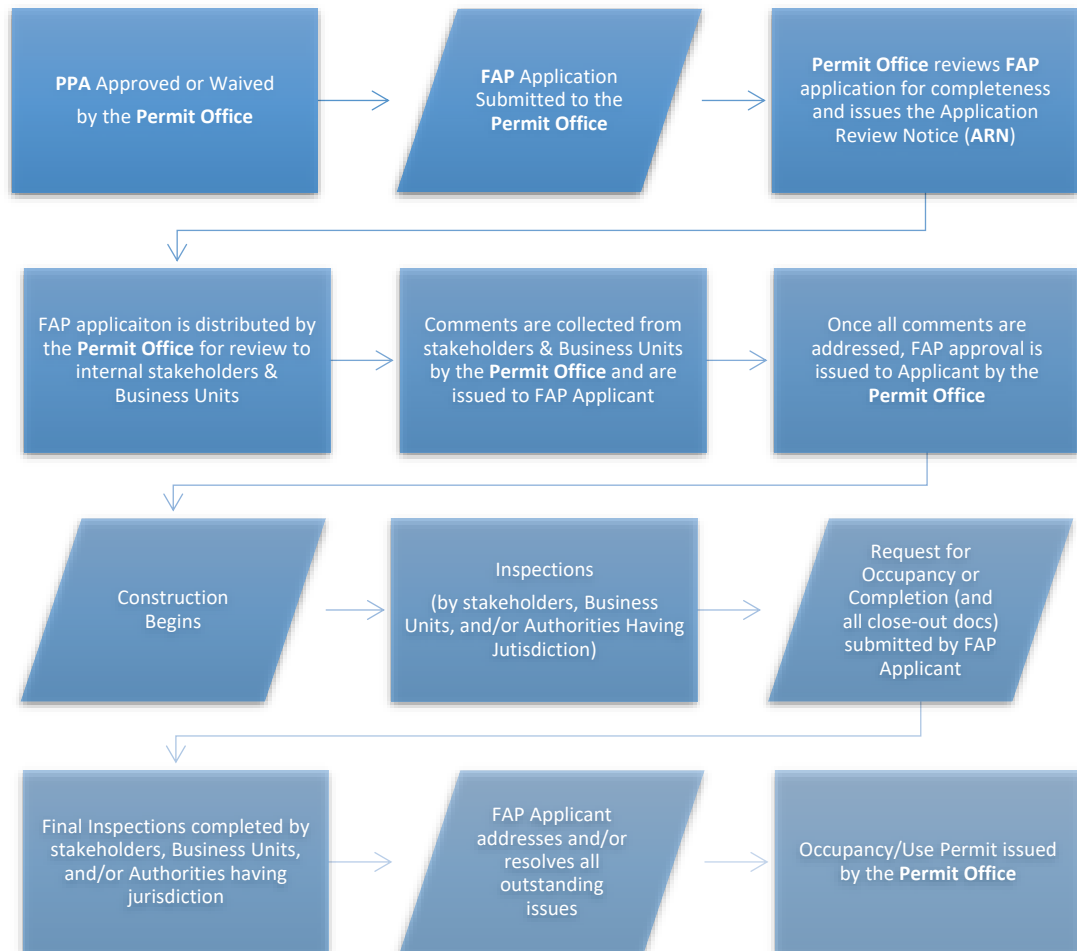 PPA Approved or Waived
by the Permit Office
FAP Application
Submitted to the
Permit Office
Permit Office reviews FAP
application for completeness
and issues the Application
Review Notice (ARN)
FAP applicaiton is distributed by
the Permit Office for review to
internal stakeholders &
Business Units
Comments are collected from
stakeholders & Business Units
by the Permit Office and are
issued to FAP Applicant
Once all comments are
addressed, FAP approval is
issued to Applicant by the
Permit Office
Construction
Begins
Inspections
(by stakeholders, Business
Units, and/or Authorities Having
Jutisdiction)
Request for
Occupancy or
Completion (and
all close-out docs)
submitted by FAP
Applicant
Final Inspections completed by
stakeholders, Business Units,
and/or Authorities having
jurisdiction
FAP Applicant
addresses and/or
resolves all
outstanding
issues
Occupancy/Use Permit issued
by the Permit Office